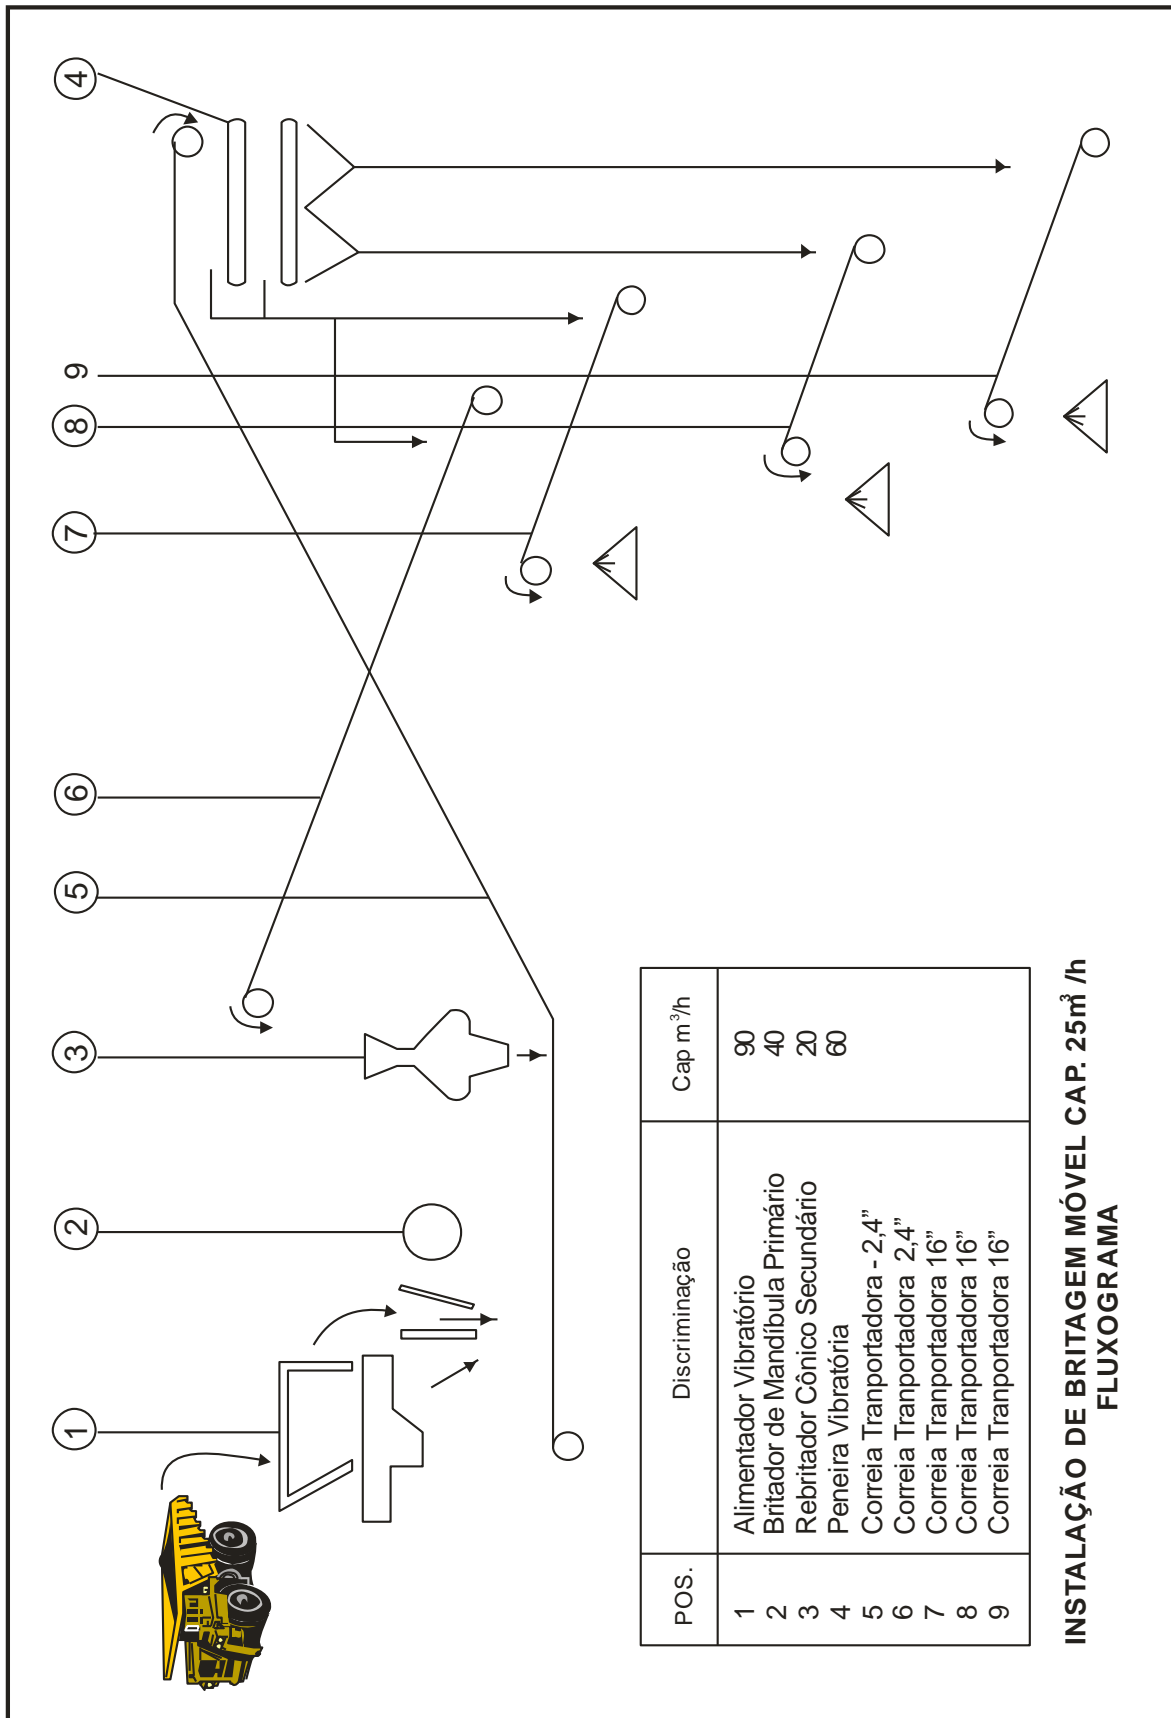 1 2 3 5 6 7 8 9 4
POS. Discriminação Cap m³/h
1 Alimentador Vibratório 90
2 Britador de Mandíbula Primário 40
3 Rebritador Cônico Secundário 20
4 Peneira Vibratória 60
5 Correia Tranportadora - 2,4”
6 Correia Tranportadora 2,4”
7 Correia Tranportadora 16”
8 Correia Tranportadora 16”
9 Correia Tranportadora 16”
INSTALAÇÃO DE BRITAGEM MÓVEL CAP. 25m³ /h
FLUXOGRAMA